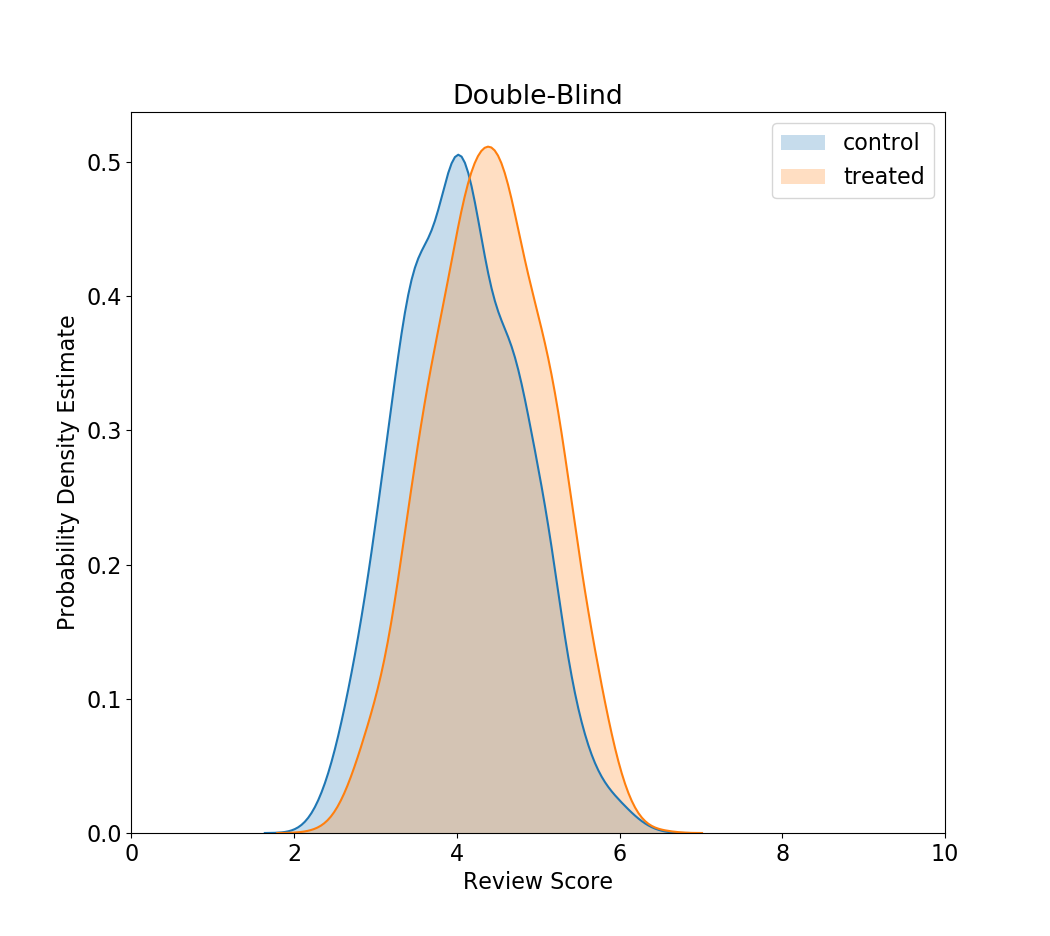 Double-Blind
control
treated
Probability Density Estimate
0.5
0.4
0.3
0.2
0.1
0.0
0 2 4 6 8 10
Review Score